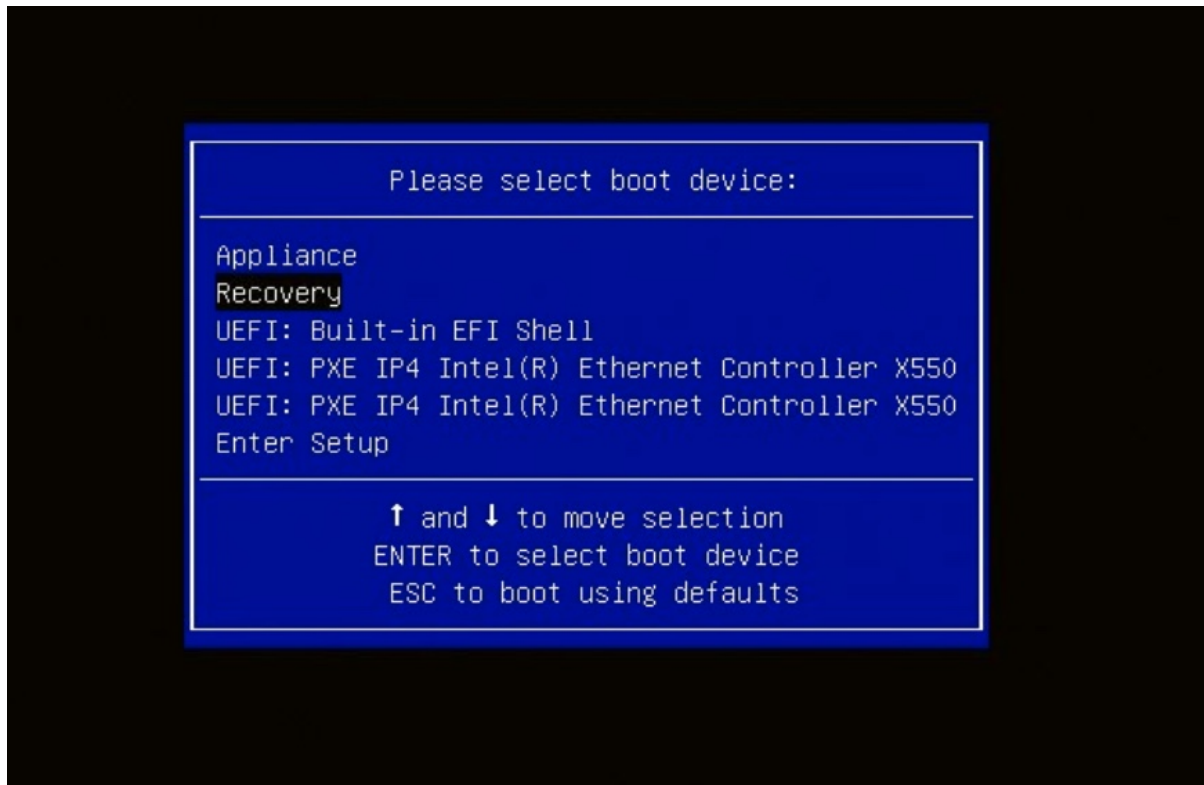 Please select boot device:
Appliance
Recovery
UEFI: Built-in EFI Shell
UEFI: PXE IP4 Intel(R) Ethernet Controller X550
UEFI: PXE IP4 Intel(R) Ethernet Controller X550
Enter Setup
↑ and ↓ to move selection
ENTER to select boot device
ESC to boot using defaults